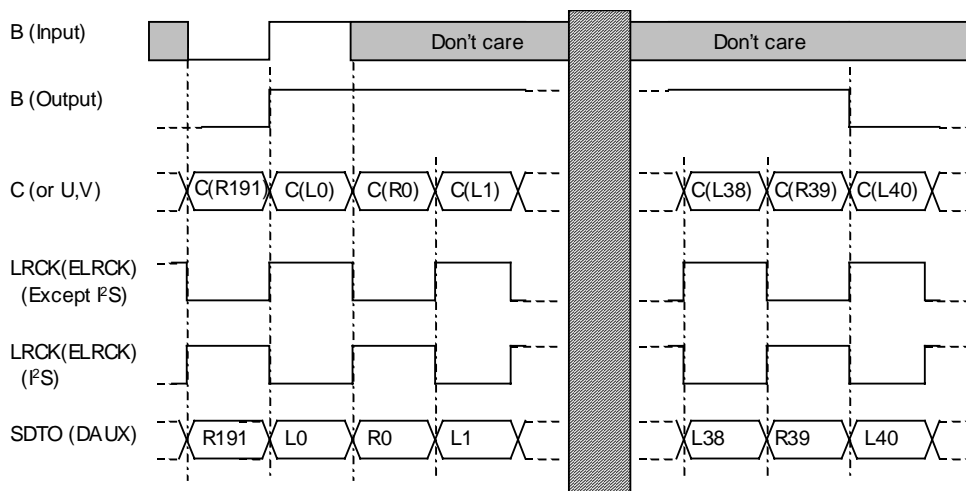 B (Input)
Don't care
Don't care
B (Output)
C (or U,V)
C(R191)
C(L0)
C(R0)
C(L1)
C(L38)
C(R39)
C(L40)
LRCK(ELRCK)
(Except I²S)
LRCK(ELRCK)
(I²S)
SDTO (DAUX)
R191
L0
R0
L1
L38
R39
L40